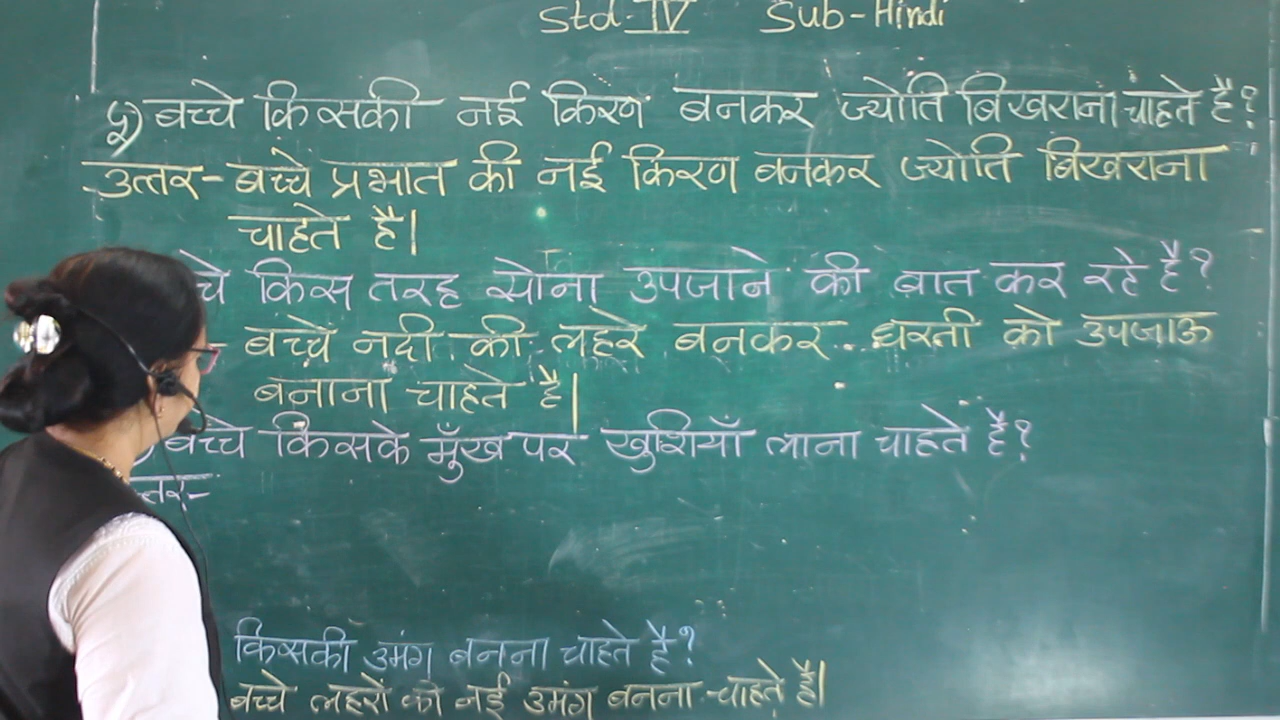 Std-IV Sub-Hindi
५) बच्चे किसकी नई किरण बनकर ज्योति बिखराना चाहते है?
उत्तर- बच्चे प्रभात की नई किरण बनकर ज्योति बिखराना
चाहते है।
च्चे किस तरह सोना उपजाने की बात कर रहे है?
- बच्चे नदी की लहरे बनकर धरती को उपजाऊ
बनाना चाहते है।
) बच्चे किसके मुँख पर खुशियाँ लाना चाहते है?
त्तर-
किसकी उमंग बनना चाहते है?
बच्चे लहरों की नई उमंग बनना चाहते है।